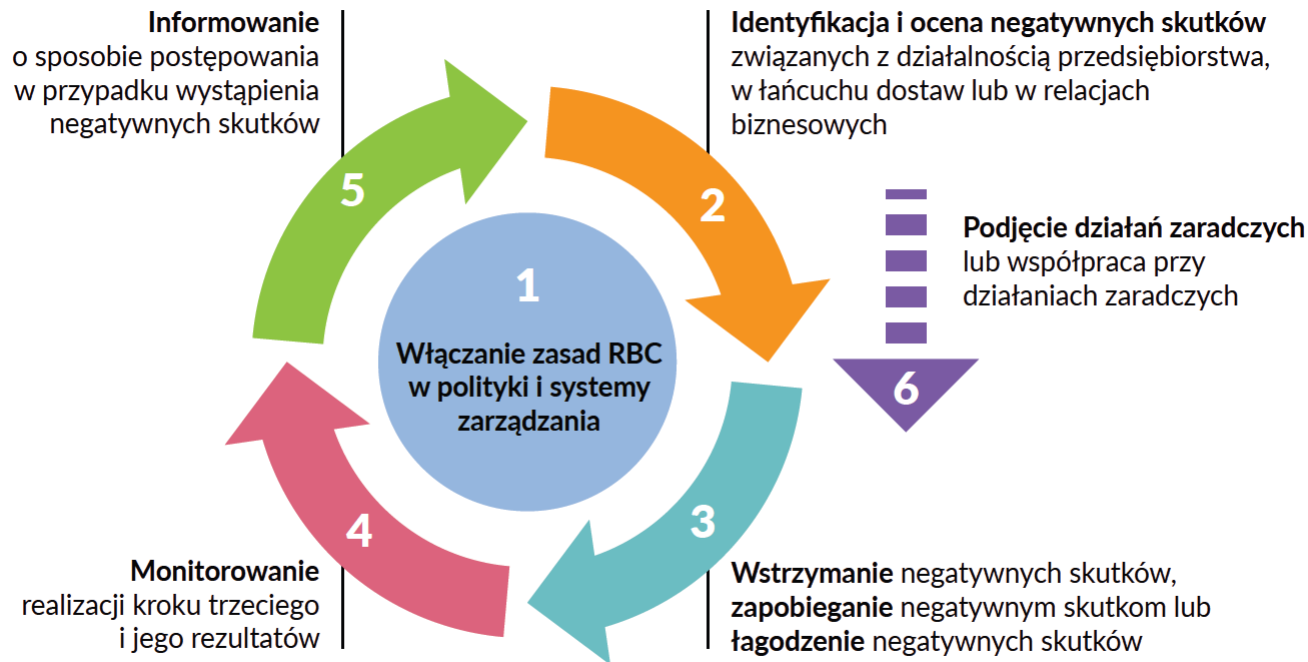 1
Włączanie zasad RBC
w polityki i systemy
zarządzania
2
Identyfikacja i ocena negatywnych skutków
związanych z działalnością przedsiębiorstwa,
w łańcuchu dostaw lub w relacjach
biznesowych
3
Wstrzymanie negatywnych skutków,
zapobieganie negatywnym skutkom lub
łagodzenie negatywnych skutków
4
Monitorowanie
realizacji kroku trzeciego
i jego rezultatów
5
Informowanie
o sposobie postępowania
w przypadku wystąpienia
negatywnych skutków
6
Podjęcie działań zaradczych
lub współpraca przy
działaniach zaradczych